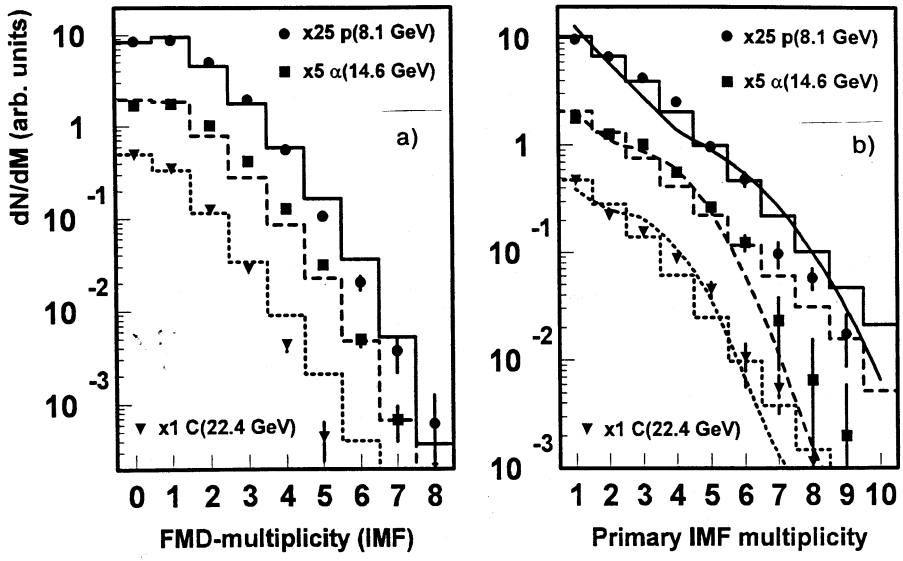 dN/dM (arb. units)
10
1
10 -1
10 -2
10 -3
x25 p(8.1 GeV)
x5 α(14.6 GeV)
a)
x1 C(22.4 GeV)
0 1 2 3 4 5 6 7 8
FMD-multiplicity (IMF)
10
1
10 -1
10 -2
10 -3
x25 p(8.1 GeV)
x5 α(14.6 GeV)
b)
x1 C(22.4 GeV)
1 2 3 4 5 6 7 8 9 10
Primary IMF multiplicity